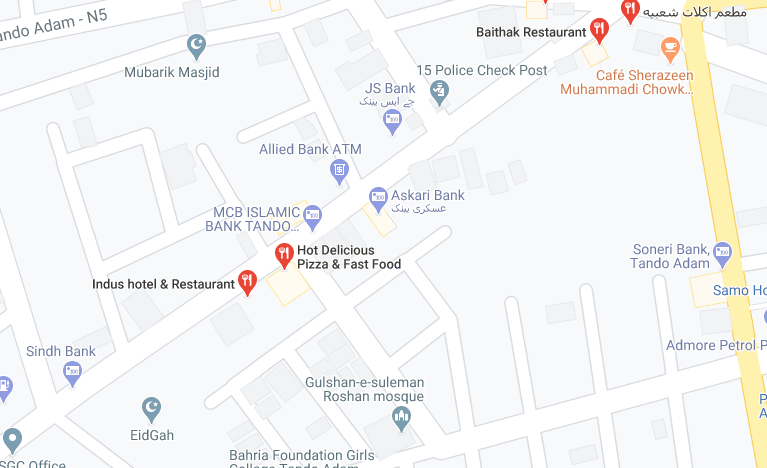 ando Adam - N5
مطعم اكلات شعبيه
Baithak Restaurant
Mubarik Masjid
15 Police Check Post
Café Sherazeen
Muhammadi Chowk...
JS Bank
جے ایس بینک
Allied Bank ATM
Askari Bank
عسکری بینک
MCB ISLAMIC
BANK TANDO...
Hot Delicious
Pizza & Fast Food
Soneri Bank,
Tando Adam
Indus hotel & Restaurant
Samo Ho
Admore Petrol P
Sindh Bank
Gulshan-e-suleman
Roshan mosque
P
A
EidGah
Bahria Foundation Girls
College Tando Adam
SGC Office